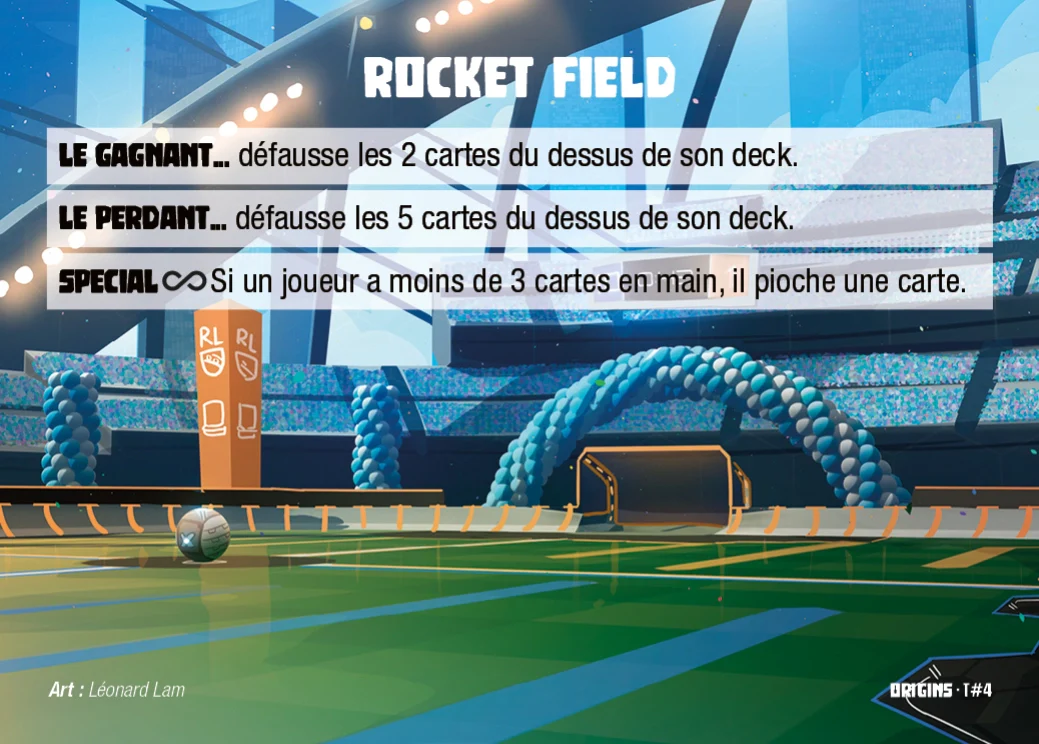 ROCKET FIELD
LE GAGNANT... défausse les 2 cartes du dessus de son deck.
LE PERDANT... défausse les 5 cartes du dessus de son deck.
SPECIAL ∞ Si un joueur a moins de 3 cartes en main, il pioche une carte.
RL RL
Art : Léonard Lam
ORIGINS · T#4